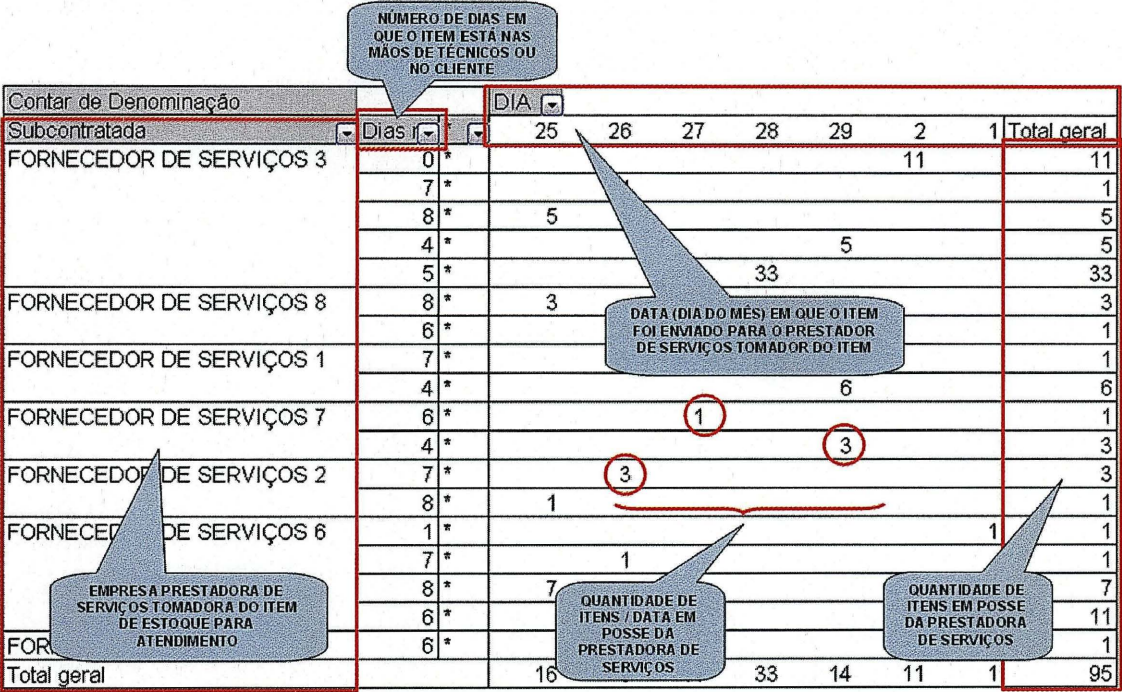 NÚMERO DE DIAS EM
QUE O ITEM ESTÁ NAS
MÃOS DE TÉCNICOS OU
NO CLIENTE
Contar de Denominação DIA
Subcontratada Dias * 25 26 27 28 29 2 1 Total geral
FORNECEDOR DE SERVIÇOS 3 0 * 11 11
7 * 1
8 * 5 5
4 * 5 5
5 * 33 33
FORNECEDOR DE SERVIÇOS 8 8 * 3 3
6 * 1
DATA (DIA DO MÊS) EM QUE O ITEM
FOI ENVIADO PARA O PRESTADOR
DE SERVIÇOS TOMADOR DO ITEM
FORNECEDOR DE SERVIÇOS 1 7 * 1
4 * 6 6
FORNECEDOR DE SERVIÇOS 7 6 * 1 1
4 * 3 3
FORNECEDOR DE SERVIÇOS 2 7 * 3 3
8 * 1 1
FORNECEDOR DE SERVIÇOS 6 1 * 1 1
7 * 1 1
8 * 7 7
6 * 11
6 * 1
EMPRESA PRESTADORA DE
SERVIÇOS TOMADORA DO ITEM
DE ESTOQUE PARA
ATENDIMENTO
QUANTIDADE DE
ITENS / DATA EM
POSSE DA
PRESTADORA DE
SERVIÇOS
QUANTIDADE DE
ITENS EM POSSE
DA PRESTADORA
DE SERVIÇOS
Total geral 16 33 14 11 1 95